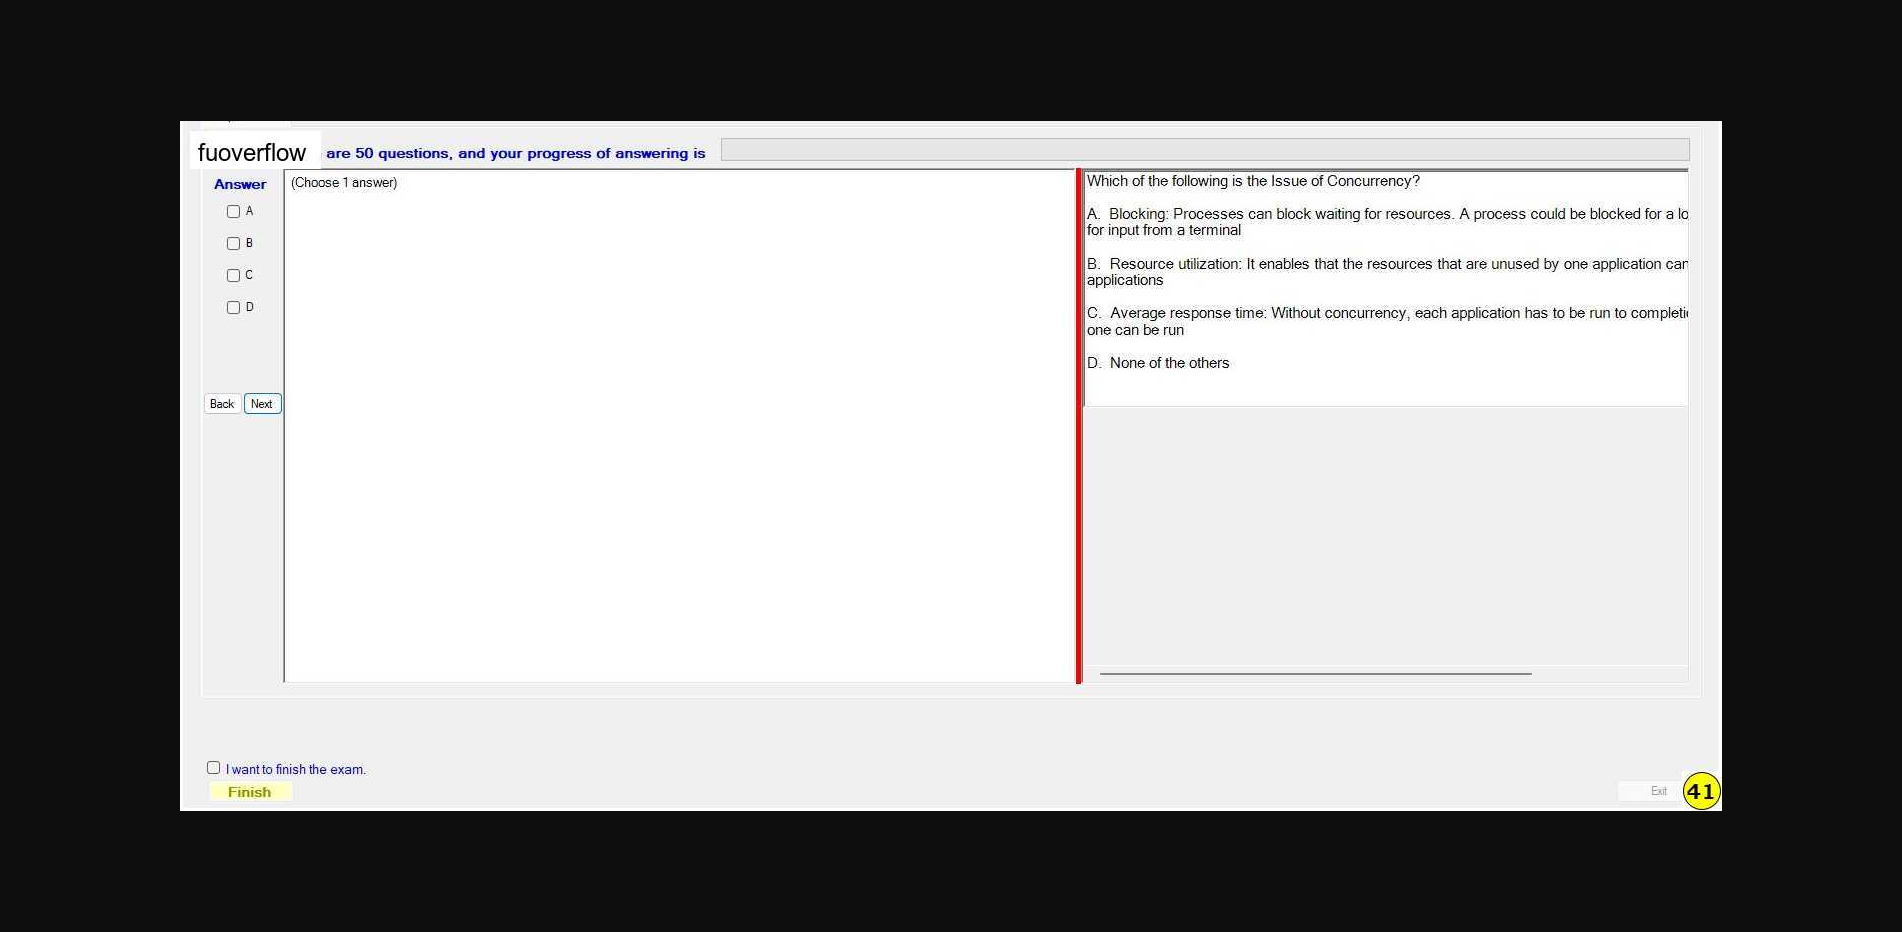 fuoverflow are 50 questions, and your progress of answering is
Answer
A
B
C
D
Back Next
(Choose 1 answer)
Which of the following is the Issue of Concurrency?
A. Blocking: Processes can block waiting for resources. A process could be blocked for a lo
for input from a terminal
B. Resource utilization: It enables that the resources that are unused by one application can
applications
C. Average response time: Without concurrency, each application has to be run to completi
one can be run
D. None of the others
I want to finish the exam.
Finish
Exit
41